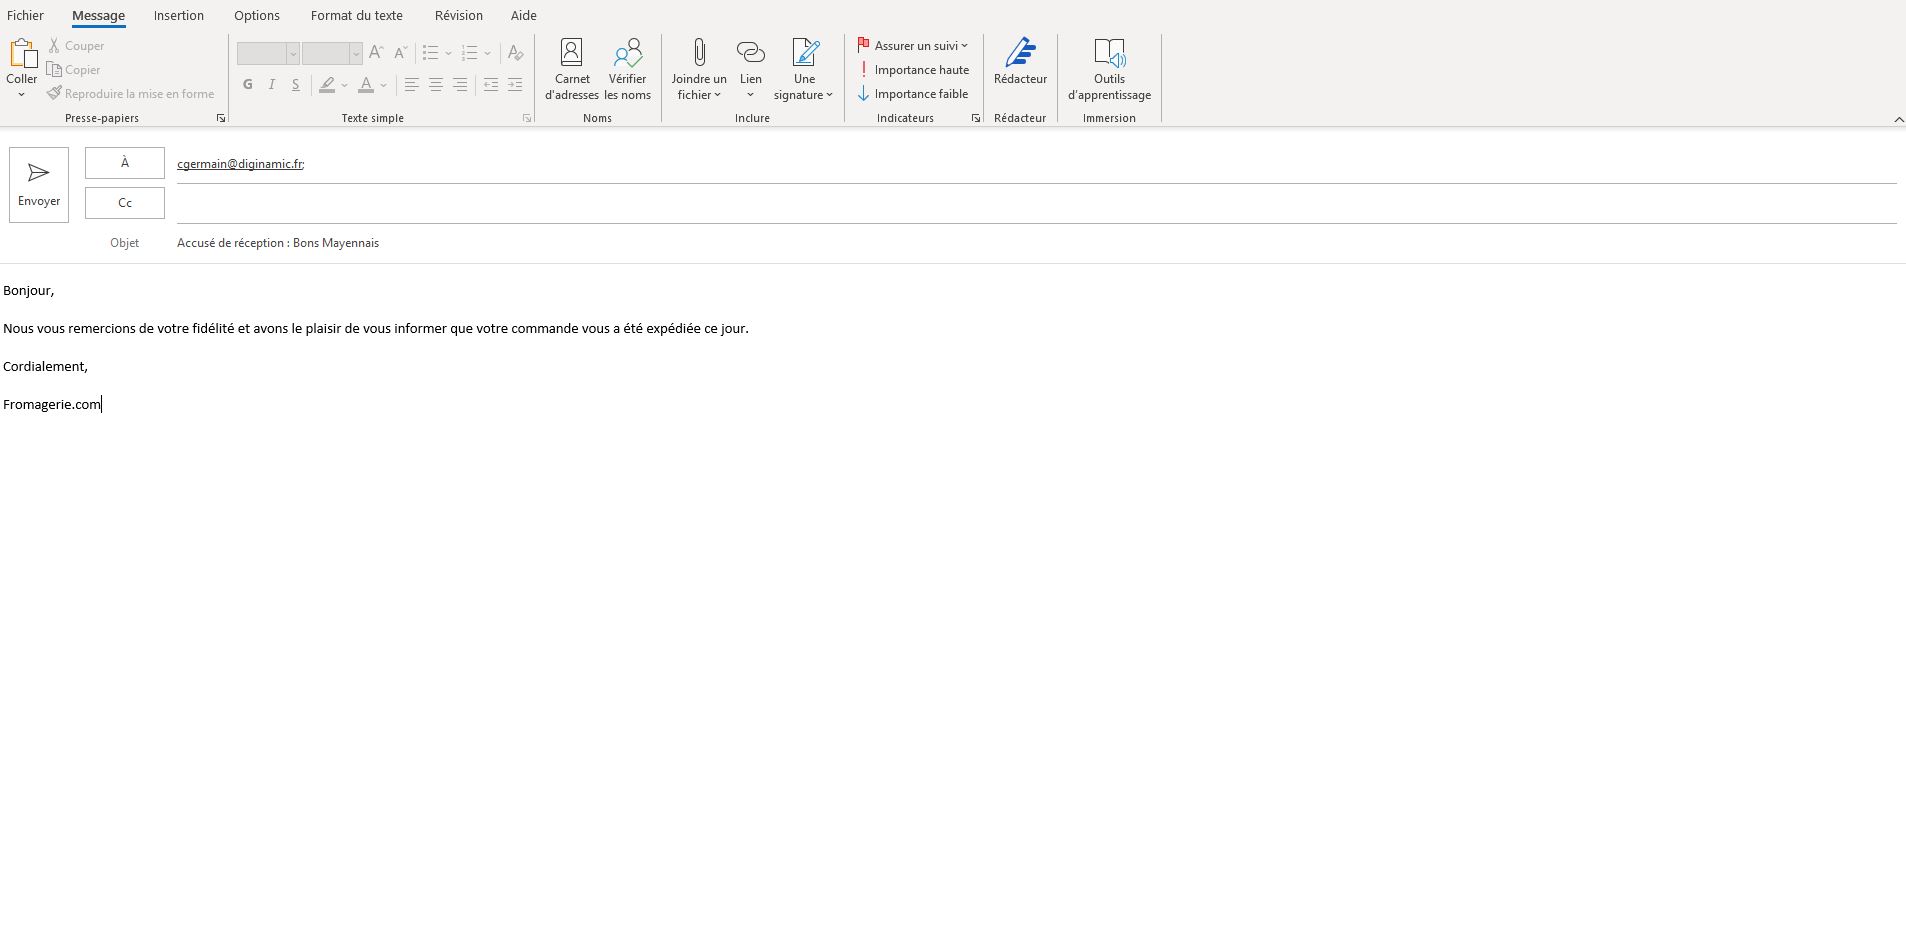 Fichier Message Insertion Options Format du texte Révision Aide
Coller
Couper
Copier
Reproduire la mise en forme
Presse-papiers
G I S A
Texte simple
Carnet d'adresses
Vérifier les noms
Noms
Joindre un fichier
Lien
Une signature
Inclure
Assurer un suivi
Importance haute
Importance faible
Indicateurs
Rédacteur
Rédacteur
Outils d'apprentissage
Immersion
Envoyer
À cgermain@diginamic.fr;
Cc
Objet Accusé de réception : Bons Mayennais
Bonjour,
Nous vous remercions de votre fidélité et avons le plaisir de vous informer que votre commande vous a été expédiée ce jour.
Cordialement,
Fromagerie.com